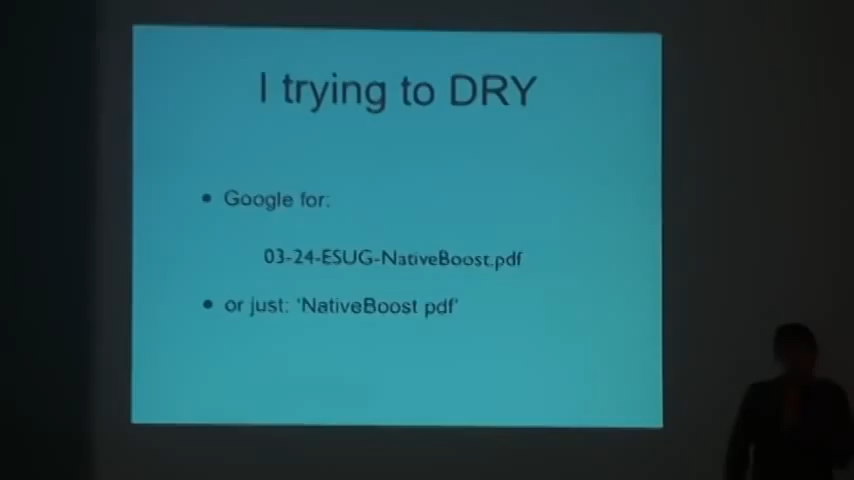 I trying to DRY
• Google for:
03-24-ESUG-NativeBoost.pdf
• or just: 'NativeBoost pdf'